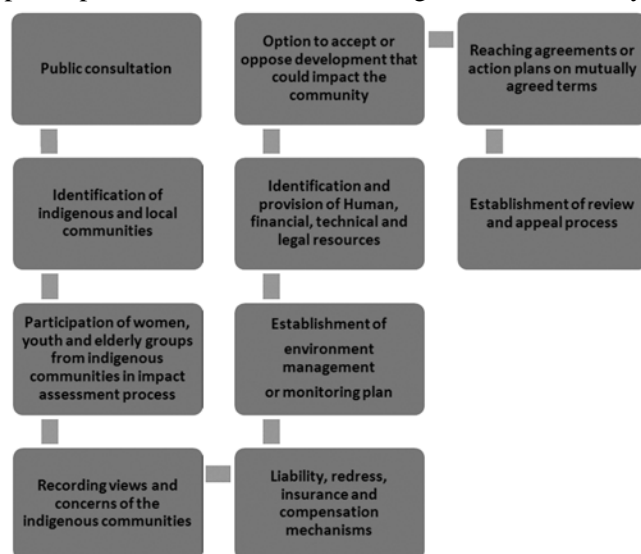 Public consultation
Identification of
indigenous and local
communities
Participation of women,
youth and elderly groups
from indigenous
communities in impact
assessment process
Recording views and
concerns of the
indigenous communities
Liability, redress,
insurance and
compensation
mechanisms
Establishment of
environment
management
or monitoring plan
Identification and
provision of Human,
financial, technical and
legal resources
Option to accept or
oppose development that
could impact the
community
Reaching agreements or
action plans on mutually
agreed terms
Establishment of review
and appeal process